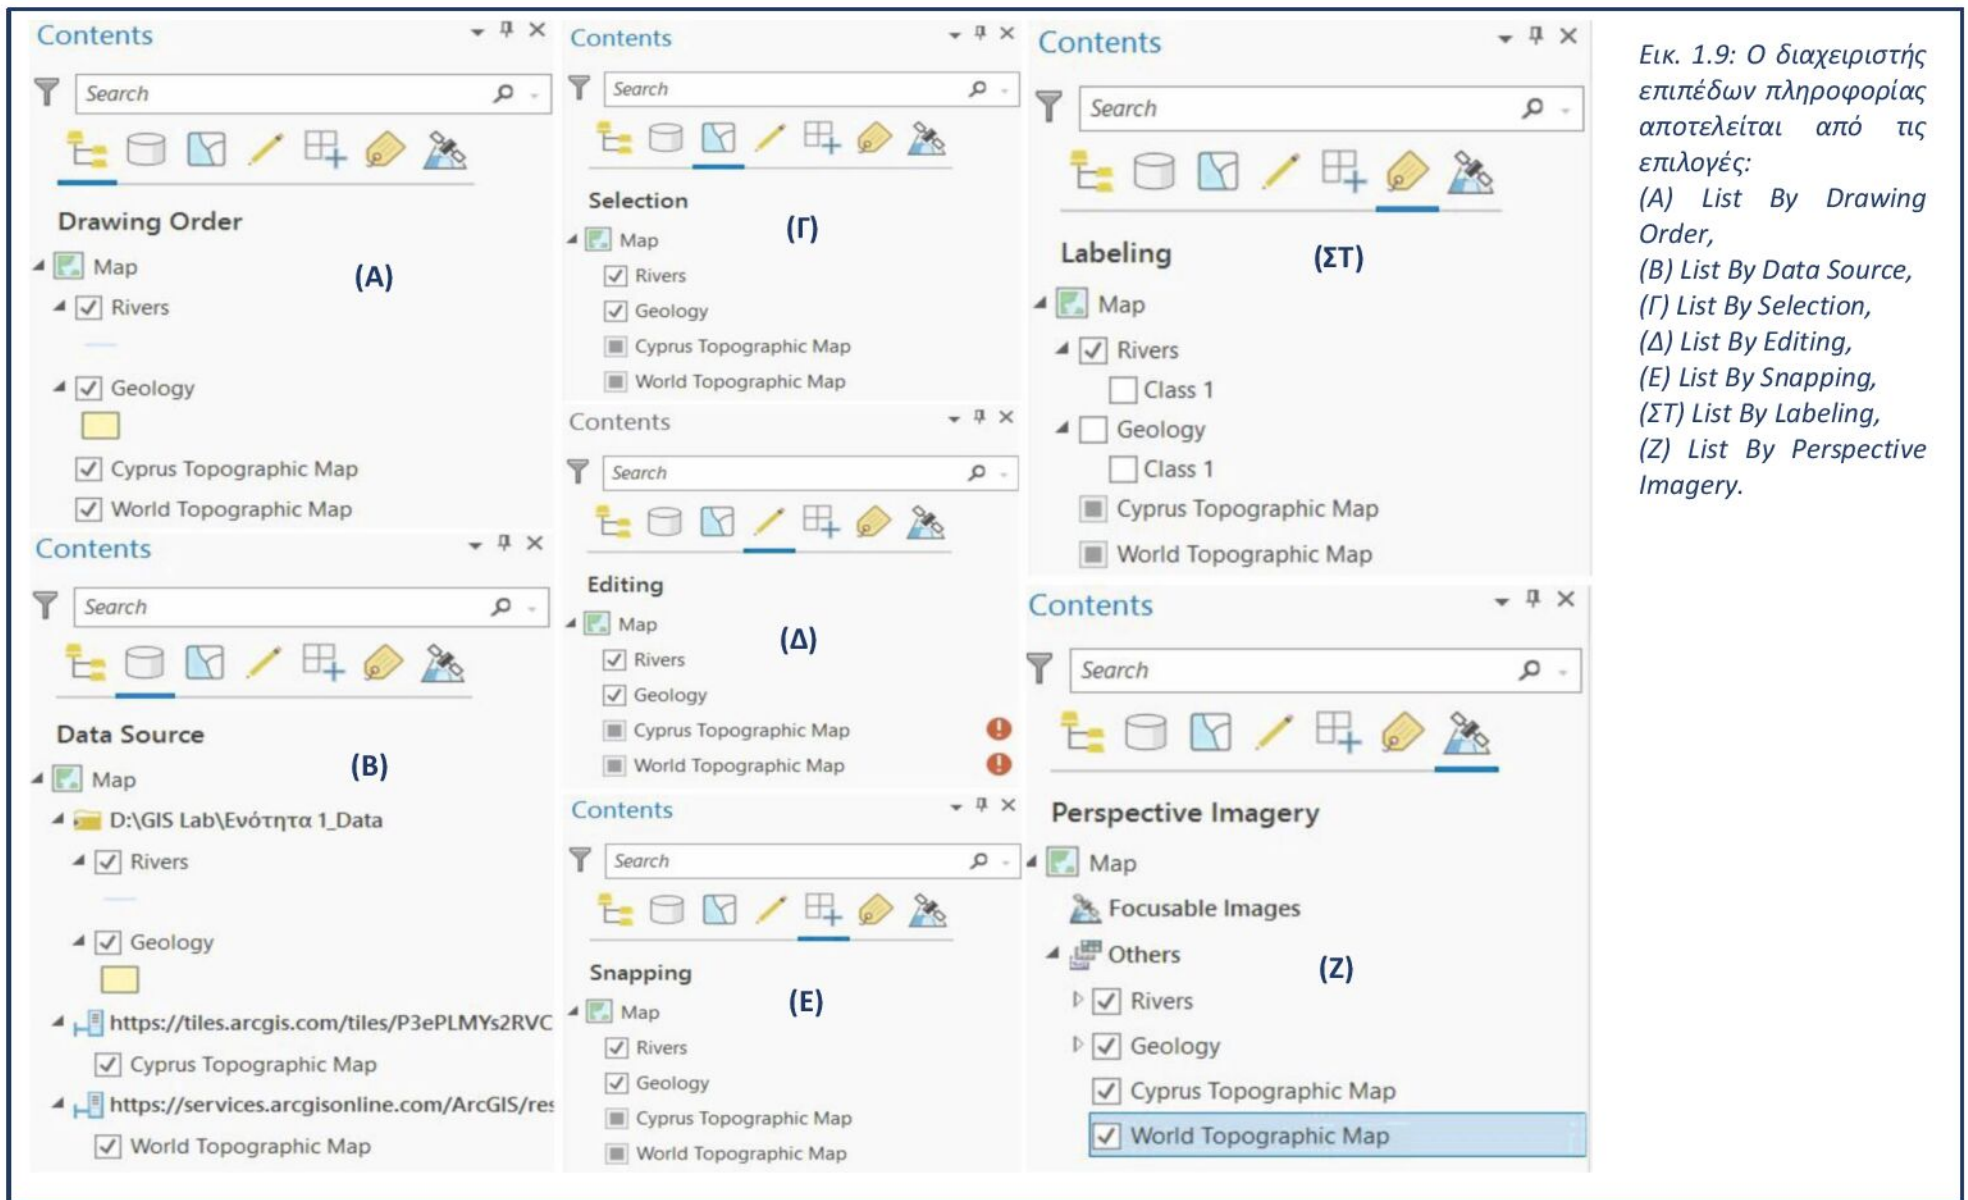 Contents
Search
Drawing Order
Map
(Α)
Rivers
Geology
Cyprus Topographic Map
World Topographic Map
Contents
Search
Data Source
(Β)
Map
D:\GIS Lab\Ενότητα 1_Data
Rivers
Geology
https://tiles.arcgis.com/tiles/P3ePLMYs2RVC
Cyprus Topographic Map
https://services.arcgisonline.com/ArcGIS/res
World Topographic Map
Contents
Search
Selection
(Γ)
Map
Rivers
Geology
Cyprus Topographic Map
World Topographic Map
Contents
Search
Editing
Map
(Δ)
Rivers
Geology
Cyprus Topographic Map
World Topographic Map
Contents
Search
Snapping
(Ε)
Map
Rivers
Geology
Cyprus Topographic Map
World Topographic Map
Contents
Search
Labeling
(ΣΤ)
Map
Rivers
Class 1
Geology
Class 1
Cyprus Topographic Map
World Topographic Map
Contents
Search
Perspective Imagery
Map
Focusable Images
Others
(Ζ)
Rivers
Geology
Cyprus Topographic Map
World Topographic Map
Εικ. 1.9: Ο διαχειριστής
επιπέδων πληροφορίας
αποτελείται από τις
επιλογές:
(Α) List By Drawing
Order,
(Β) List By Data Source,
(Γ) List By Selection,
(Δ) List By Editing,
(Ε) List By Snapping,
(ΣΤ) List By Labeling,
(Ζ) List By Perspective
Imagery.